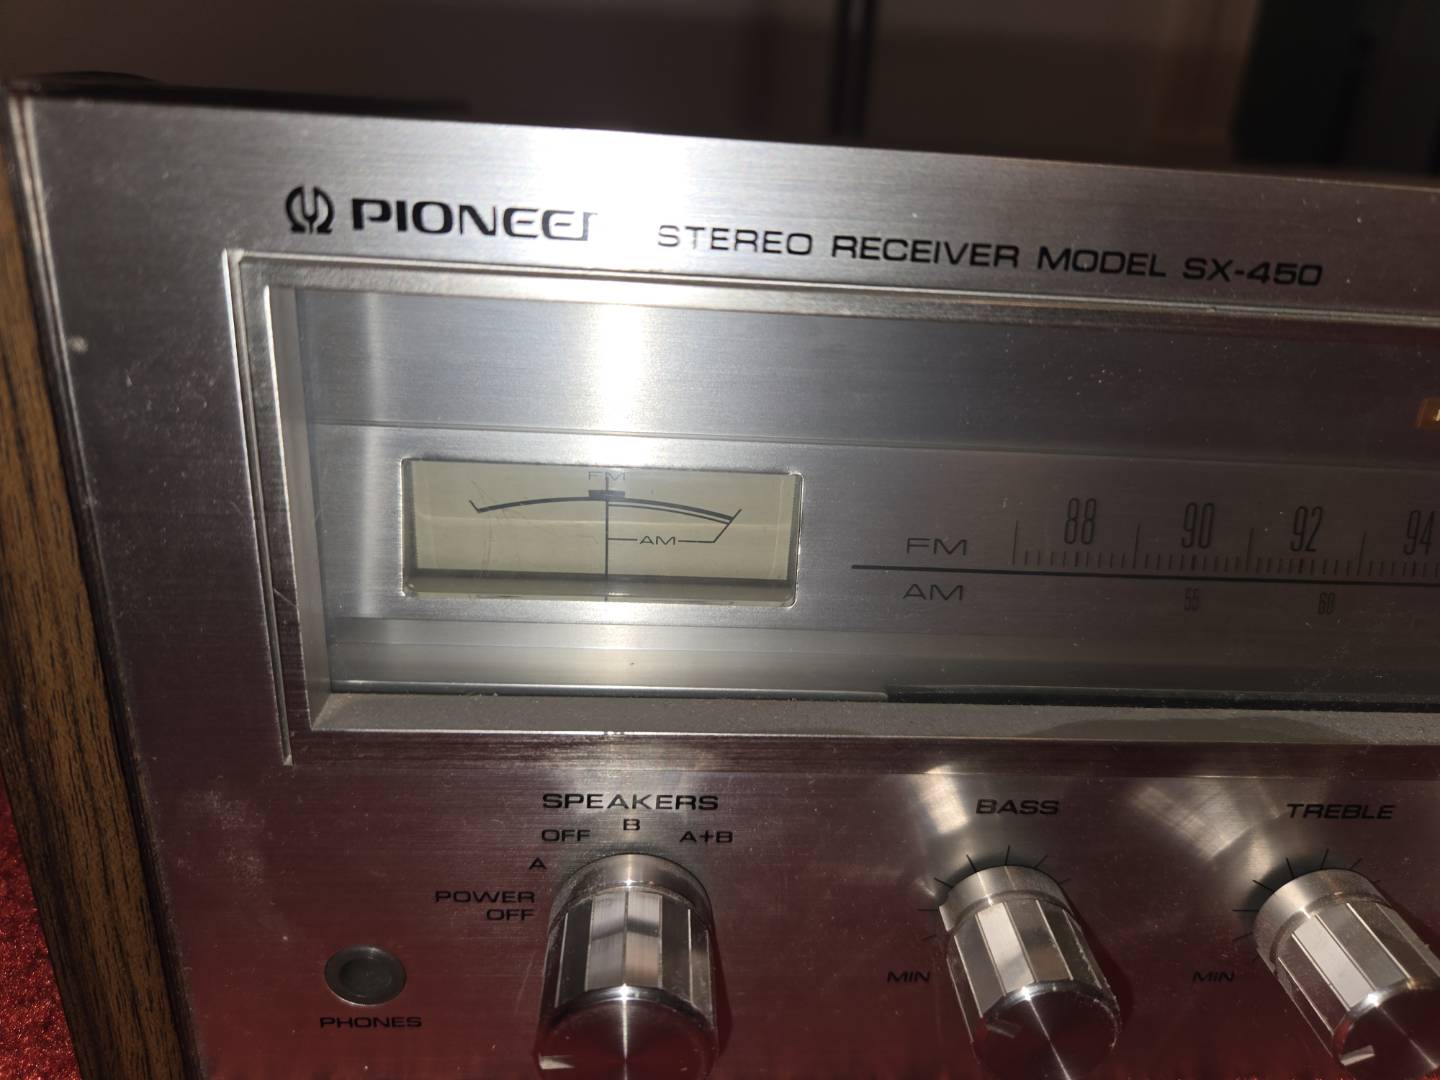 PIONEER STEREO RECEIVER MODEL SX-450
FM
AM
FM 88 90 92 94
AM 55 60
SPEAKERS
OFF B A+B
A
POWER
OFF
PHONES
BASS
MIN
TREBLE
MIN